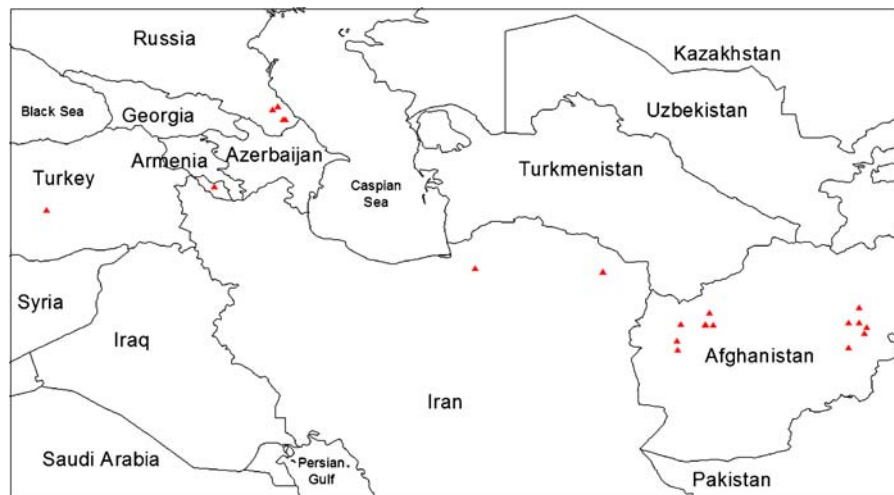 Russia
Kazakhstan
Black Sea
Georgia
Uzbekistan
Armenia
Azerbaijan
Turkey
Turkmenistan
Caspian
Sea
Syria
Iraq
Afghanistan
Iran
Saudi Arabia
Persian
Gulf
Pakistan